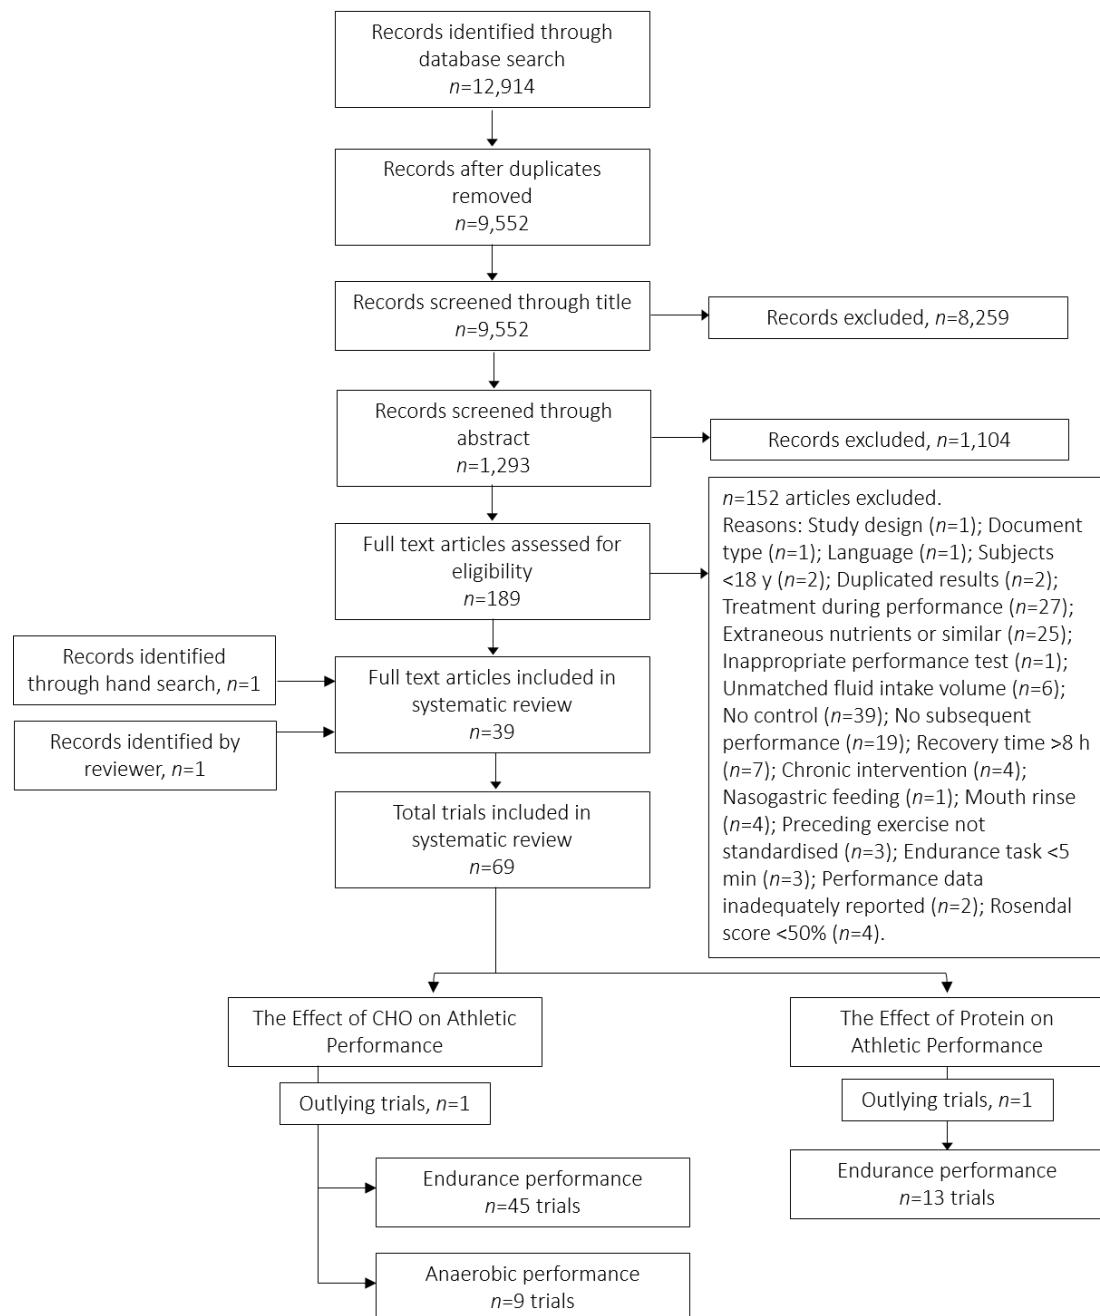 Records identified through
database search
n=12,914
Records after duplicates
removed
n=9,552
Records screened through title
n=9,552
Records excluded, n=8,259
Records screened through
abstract
n=1,293
Records excluded, n=1,104
Full text articles assessed for
eligibility
n=189
n=152 articles excluded.
Reasons: Study design (n=1); Document
type (n=1); Language (n=1); Subjects
<18 y (n=2); Duplicated results (n=2);
Treatment during performance (n=27);
Extraneous nutrients or similar (n=25);
Inappropriate performance test (n=1);
Unmatched fluid intake volume (n=6);
No control (n=39); No subsequent
performance (n=19); Recovery time >8 h
(n=7); Chronic intervention (n=4);
Nasogastric feeding (n=1); Mouth rinse
(n=4); Preceding exercise not
standardised (n=3); Endurance task <5
min (n=3); Performance data
inadequately reported (n=2); Rosendal
score <50% (n=4).
Records identified
through hand search, n=1
Records identified by
reviewer, n=1
Full text articles included in
systematic review
n=39
Total trials included in
systematic review
n=69
The Effect of CHO on Athletic
Performance
Outlying trials, n=1
Endurance performance
n=45 trials
Anaerobic performance
n=9 trials
The Effect of Protein on
Athletic Performance
Outlying trials, n=1
Endurance performance
n=13 trials